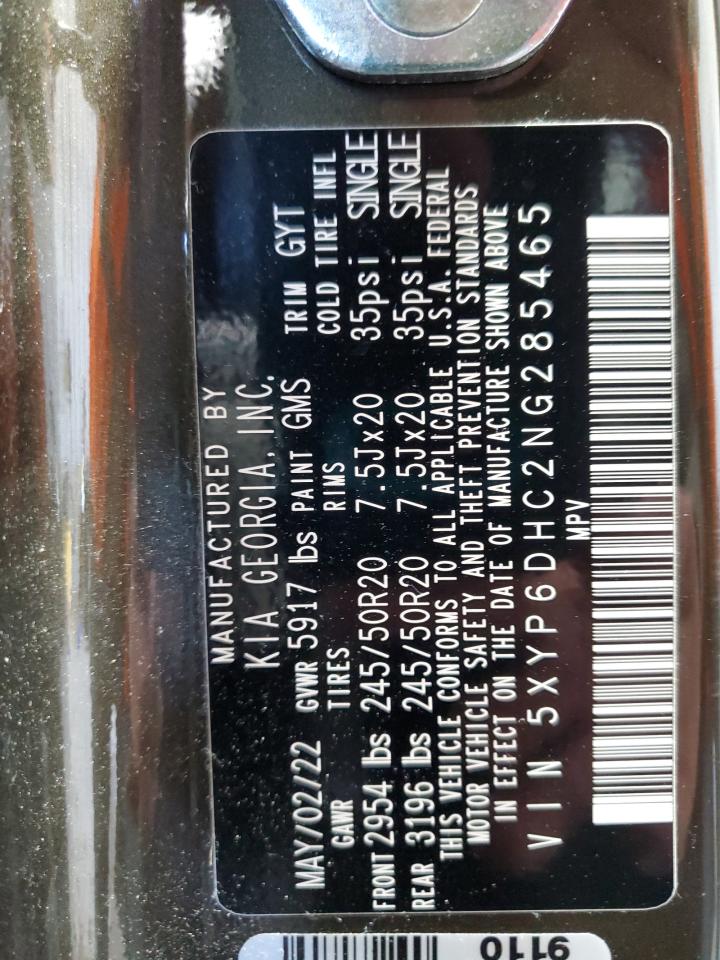 MANUFACTURED BY
KIA GEORGIA, INC.
MAY/02/22 GVWR 5917 lbs PAINT GMS TRIM GYT
GAWR TIRES RIMS COLD TIRE INFL
FRONT 2954 lbs 245/50R20 7.5Jx20 35psi SINGLE
REAR 3196 lbs 245/50R20 7.5Jx20 35psi SINGLE
THIS VEHICLE CONFORMS TO ALL APPLICABLE U.S.A. FEDERAL
MOTOR VEHICLE SAFETY AND THEFT PREVENTION STANDARDS
IN EFFECT ON THE DATE OF MANUFACTURE SHOWN ABOVE
VIN 5XYP6DHC2NG285465
MPV
9110